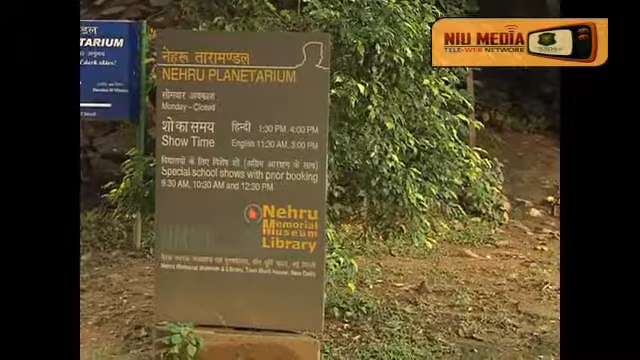 NIU MEDIA
TELE-WEB NETWORK
TARIUM
नेहरू तारामण्डल
NEHRU PLANETARIUM
सोमवार अवकाश
Monday - Closed
शो का समय
हिन्दी 1:30 PM, 4:00 PM
Show Time
English 11:30 AM, 3:00 PM
विद्यालयों के लिए विशेष शो (अग्रिम आरक्षण के साथ)
Special school shows with prior booking
9:30 AM, 10:30 AM and 12:30 PM
Nehru
Memorial
Museum
Library
Nehru Memorial Museum & Library, Teen Murti House, New Delhi